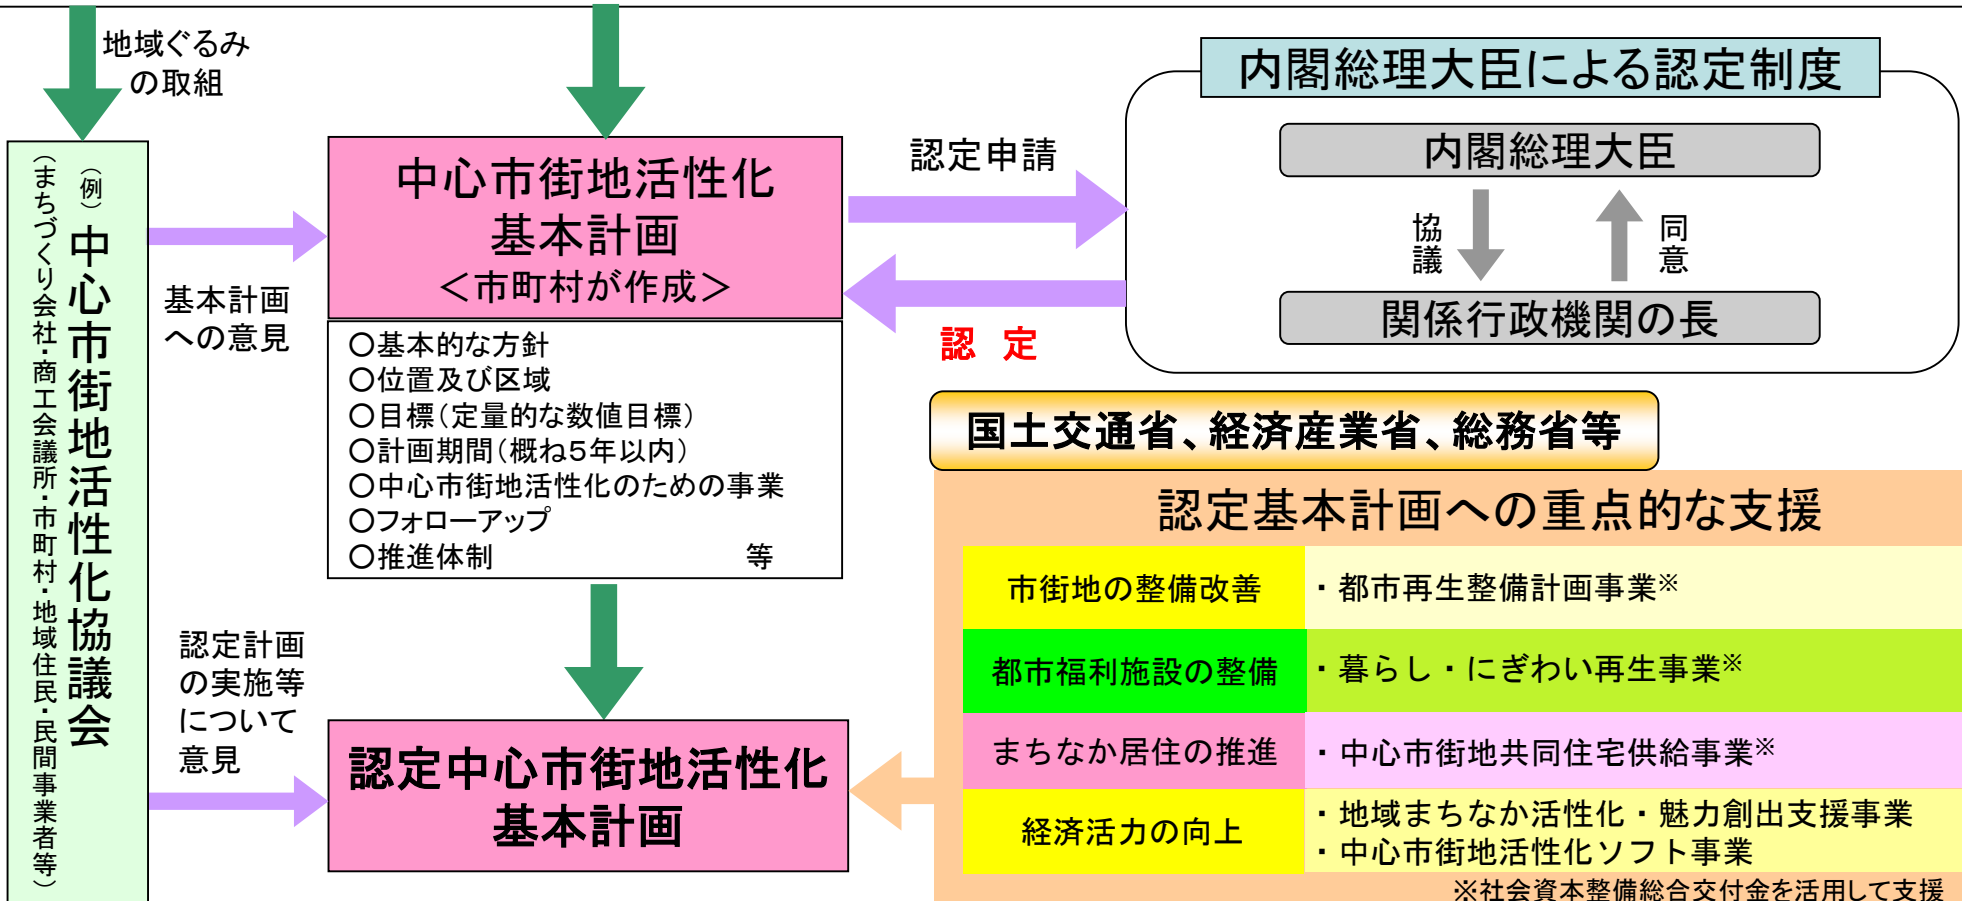 地域ぐるみ
の取組
(例)
中心市街地活性化協議会
(まちづくり会社・商工会議所・市町村・地域住民・民間事業者等)
基本計画
への意見
認定計画
の実施等
について
意見
中心市街地活性化
基本計画
＜市町村が作成＞
○基本的な方針
○位置及び区域
○目標(定量的な数値目標)
○計画期間(概ね5年以内)
○中心市街地活性化のための事業
○フォローアップ
○推進体制 等
認定中心市街地活性化
基本計画
認定申請
認 定
内閣総理大臣による認定制度
内閣総理大臣
協議
同意
関係行政機関の長
国土交通省、経済産業省、総務省等
認定基本計画への重点的な支援
市街地の整備改善
・都市再生整備計画事業※
都市福利施設の整備
・暮らし・にぎわい再生事業※
まちなか居住の推進
・中心市街地共同住宅供給事業※
経済活力の向上
・地域まちなか活性化・魅力創出支援事業
・中心市街地活性化ソフト事業
※社会資本整備総合交付金を活用して支援